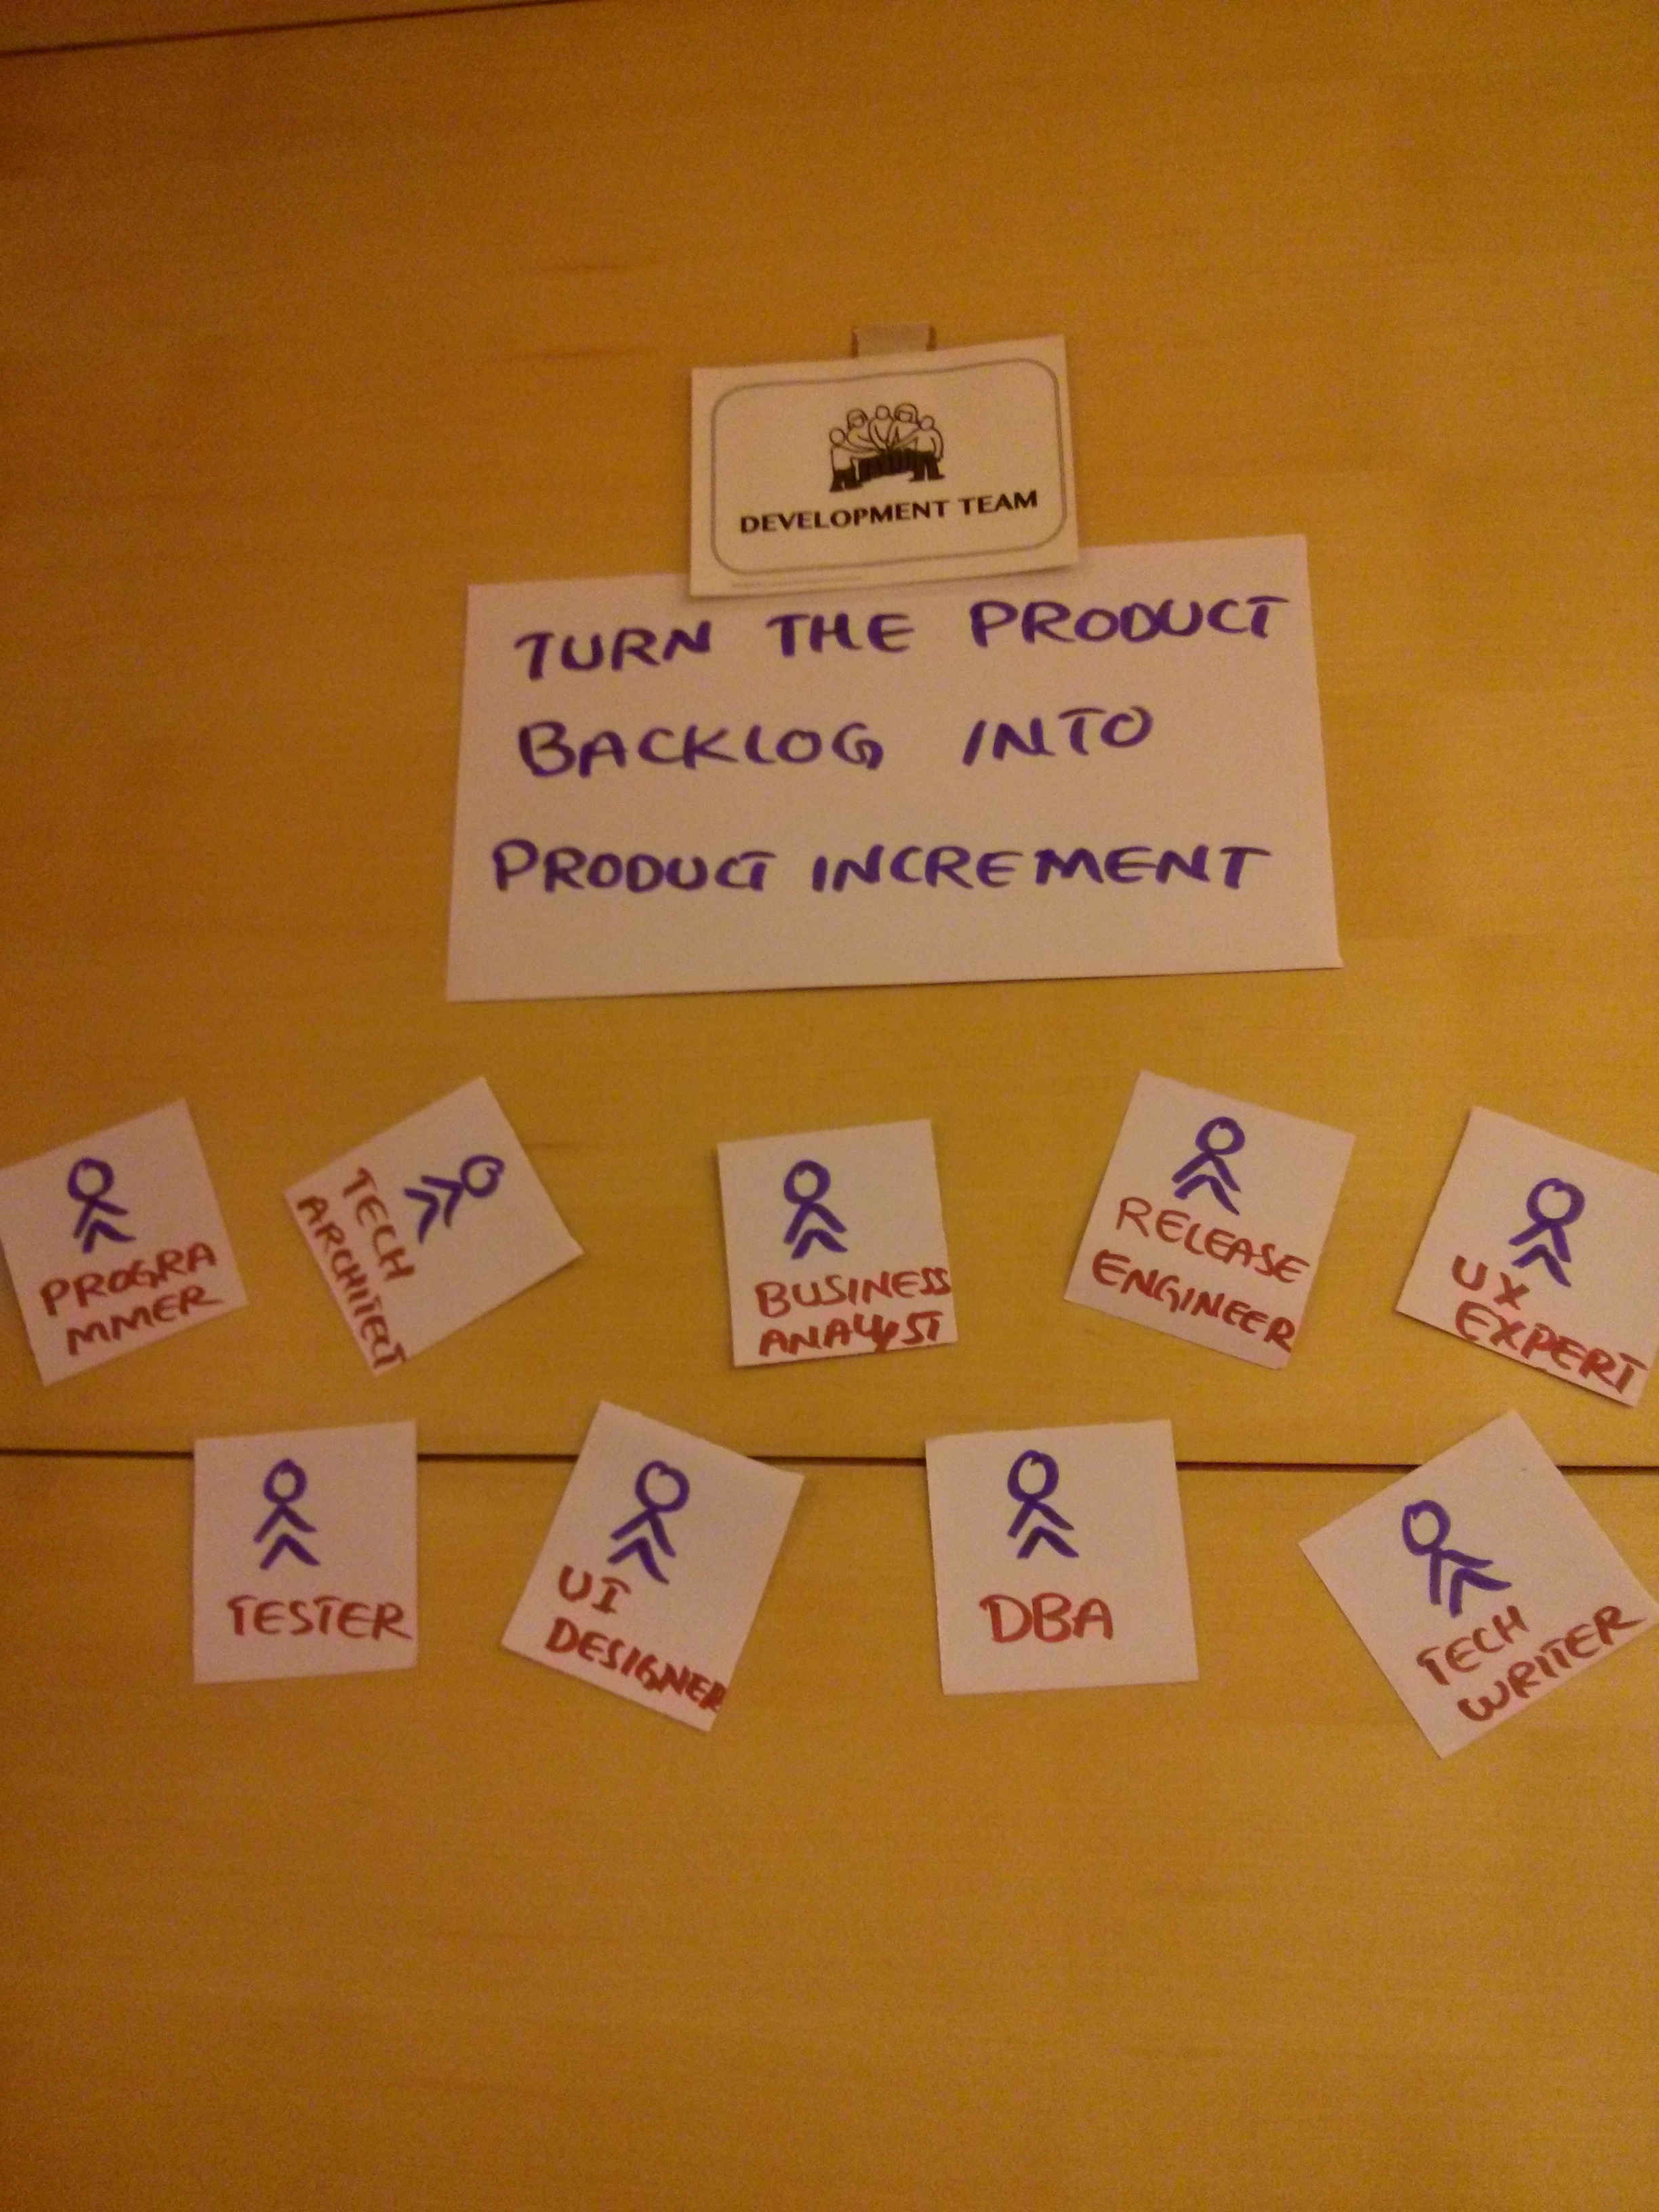 DEVELOPMENT TEAM
TURN THE PRODUCT
BACKLOG INTO
PRODUCT INCREMENT
PROGRA
MMER
TECH
ARCHITECT
BUSINESS
ANALYST
RELEASE
ENGINEER
UX
EXPERT
TESTER
UI
DESIGNER
DBA
TECH
WRITER